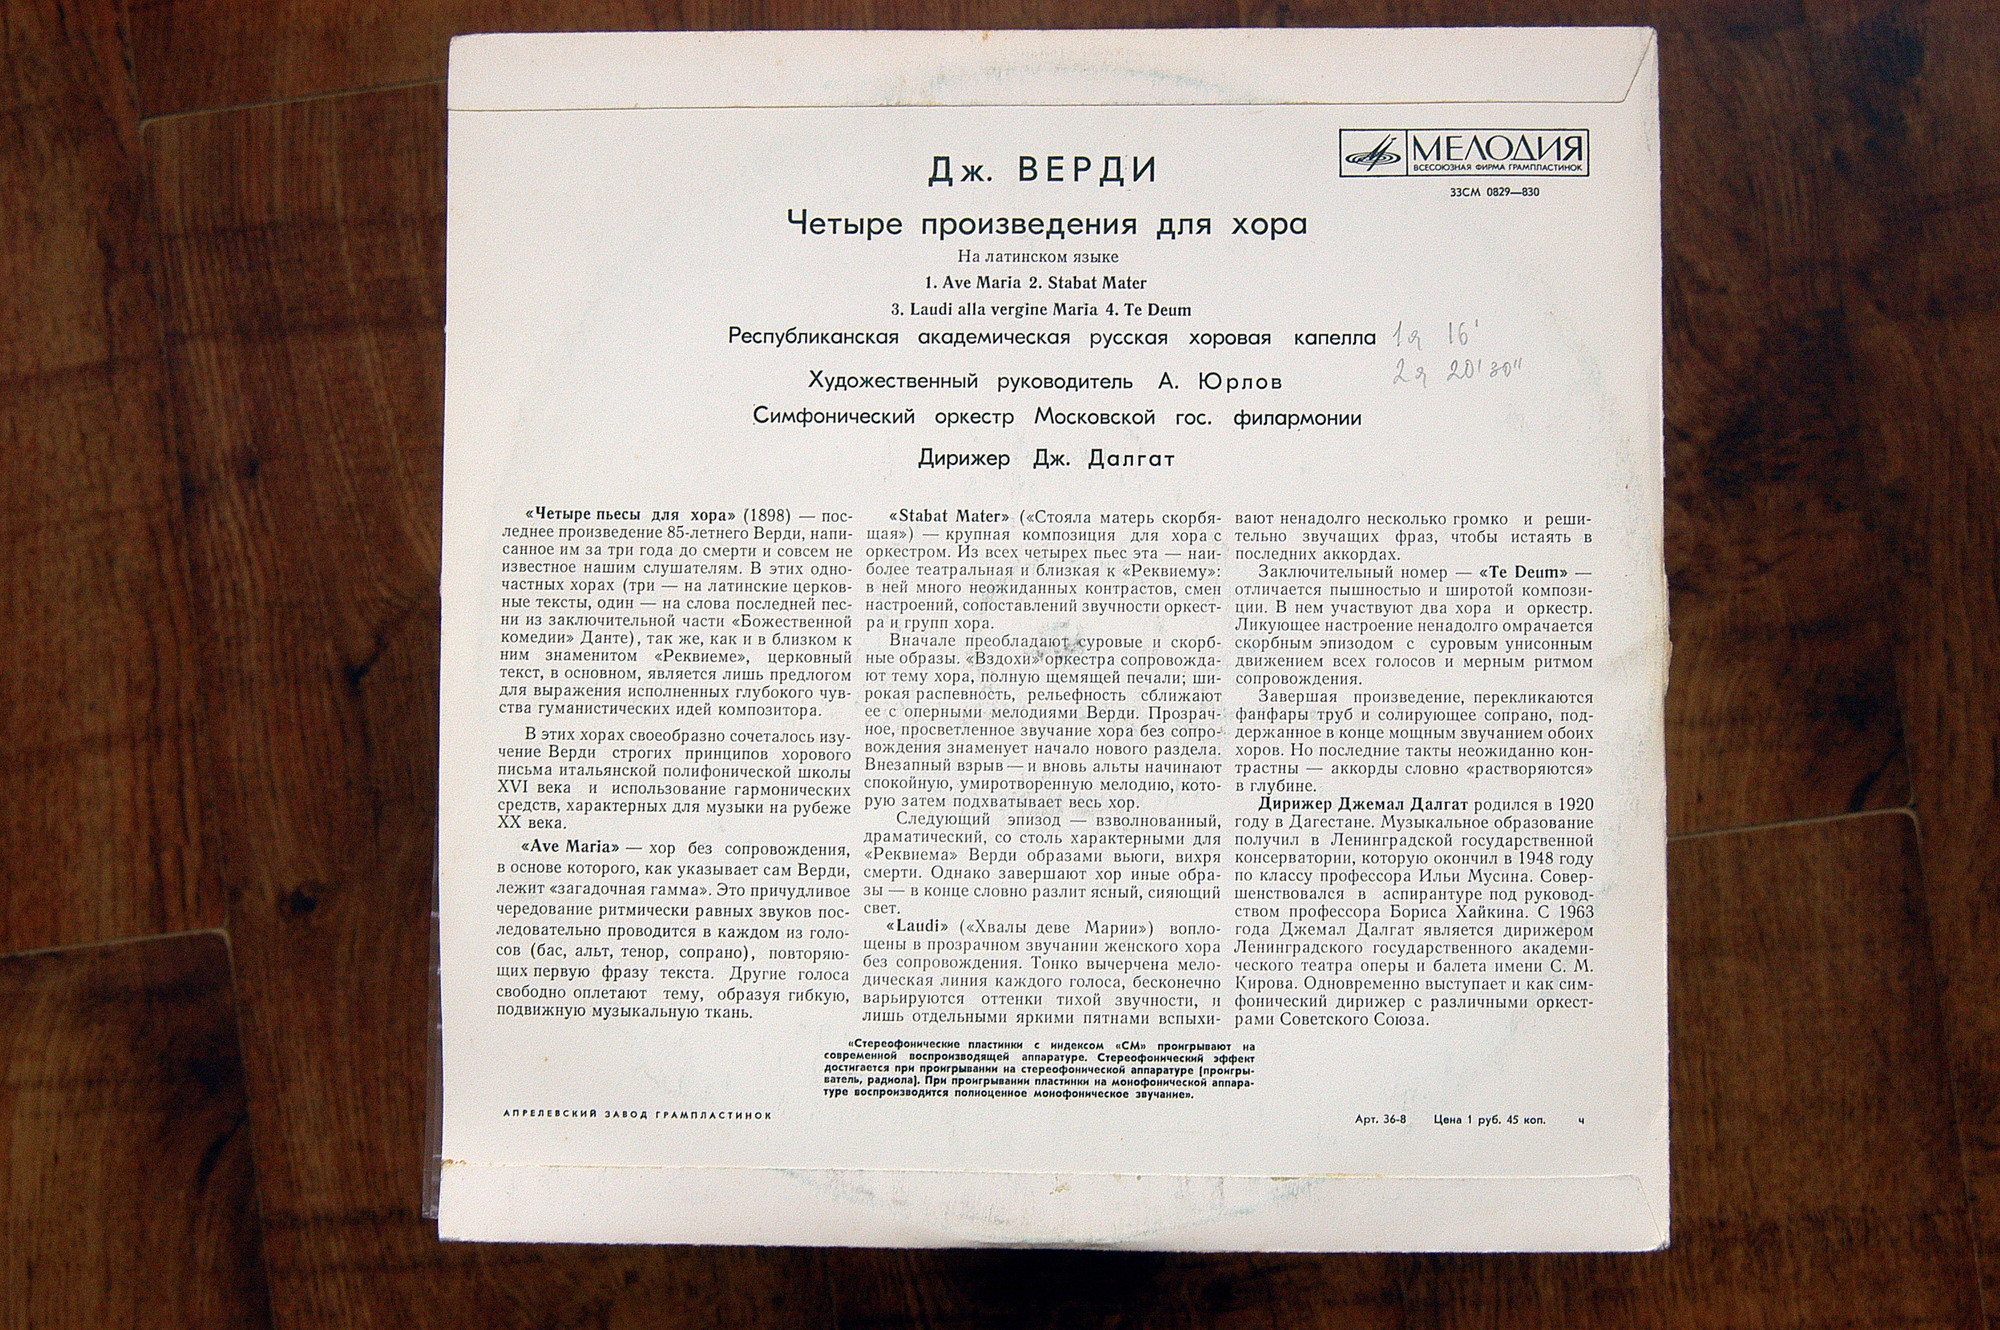 МЕЛОДИЯ
ВСЕСОЮЗНАЯ ФИРМА ГРАМПЛАСТИНОК
33СМ 0829—830
Дж. ВЕРДИ
Четыре произведения для хора
На латинском языке
1. Ave Maria 2. Stabat Mater
3. Laudi alla vergine Maria 4. Te Deum
Республиканская академическая русская хоровая капелла
1я 16'
2я 20'30"
Художественный руководитель А. Юрлов
Симфонический оркестр Московской гос. филармонии
Дирижер Дж. Далгат
«Четыре пьесы для хора» (1898) — пос-
леднее произведение 85-летнего Верди, напи-
санное им за три года до смерти и совсем не
известное нашим слушателям. В этих одно-
частных хорах (три — на латинские церков-
ные тексты, один — на слова последней пес-
ни из заключительной части «Божественной
комедии» Данте), так же, как и в близком к
ним знаменитом «Реквиеме», церковный
текст, в основном, является лишь предлогом
для выражения исполненных глубокого чув-
ства гуманистических идей композитора.
В этих хорах своеобразно сочеталось изу-
чение Верди строгих принципов хорового
письма итальянской полифонической школы
XVI века и использование гармонических
средств, характерных для музыки на рубеже
XX века.
«Ave Maria» — хор без сопровождения,
в основе которого, как указывает сам Верди,
лежит «загадочная гамма». Это причудливое
чередование ритмически равных звуков пос-
ледовательно проводится в каждом из голо-
сов (бас, альт, тенор, сопрано), повторяю-
щих первую фразу текста. Другие голоса
свободно оплетают тему, образуя гибкую,
подвижную музыкальную ткань.
«Stabat Mater» («Стояла матерь скорбя-
щая») — крупная композиция для хора с
оркестром. Из всех четырех пьес эта — наи-
более театральная и близкая к «Реквиему»:
в ней много неожиданных контрастов, смен
настроений, сопоставлений звучности оркест-
ра и групп хора.
Вначале преобладают суровые и скорб-
ные образы. «Вздохи» оркестра сопровожда-
ют тему хора, полную щемящей печали; ши-
рокая распевность, рельефность сближают
ее с оперными мелодиями Верди. Прозрач-
ное, просветленное звучание хора без сопро-
вождения знаменует начало нового раздела.
Внезапный взрыв — и вновь альты начинают
спокойную, умиротворенную мелодию, кото-
рую затем подхватывает весь хор.
Следующий эпизод — взволнованный,
драматический, со столь характерными для
«Реквиема» Верди образами вьюги, вихря
смерти. Однако завершают хор иные обра-
зы — в конце словно разлит ясный, сияющий
свет.
«Laudi» («Хвалы деве Марии») вопло-
щены в прозрачном звучании женского хора
без сопровождения. Тонко вычерчена мело-
дическая линия каждого голоса, бесконечно
варьируются оттенки тихой звучности, и
лишь отдельными яркими пятнами вспыхи-
вают ненадолго несколько громко и реши-
тельно звучащих фраз, чтобы истаять в
последних аккордах.
Заключительный номер — «Te Deum» —
отличается пышностью и широтой компози-
ции. В нем участвуют два хора и оркестр.
Ликующее настроение ненадолго омрачается
скорбным эпизодом с суровым унисонным
движением всех голосов и мерным ритмом
сопровождения.
Завершая произведение, перекликаются
фанфары труб и солирующее сопрано, под-
держанное в конце мощным звучанием обоих
хоров. Но последние такты неожиданно кон-
трастны — аккорды словно «растворяются»
в глубине.
Дирижер Джемал Далгат родился в 1920
году в Дагестане. Музыкальное образование
получил в Ленинградской государственной
консерватории, которую окончил в 1948 году
по классу профессора Ильи Мусина. Совер-
шенствовался в аспирантуре под руковод-
ством профессора Бориса Хайкина. С 1963
года Джемал Далгат является дирижером
Ленинградского государственного академи-
ческого театра оперы и балета имени С. М.
Кирова. Одновременно выступает и как сим-
фонический дирижер с различными оркест-
рами Советского Союза.
«Стереофонические пластинки с индексом «СМ» проигрывают на
современной воспроизводящей аппаратуре. Стереофонический эффект
достигается при проигрывании на стереофонической аппаратуре (проигры-
ватель, радиола). При проигрывании пластинки на монофонической аппара-
туре воспроизводится полноценное монофоническое звучание».
АПРЕЛЕВСКИЙ ЗАВОД ГРАМПЛАСТИНОК
Арт. 36-8 Цена 1 руб. 45 коп. ч